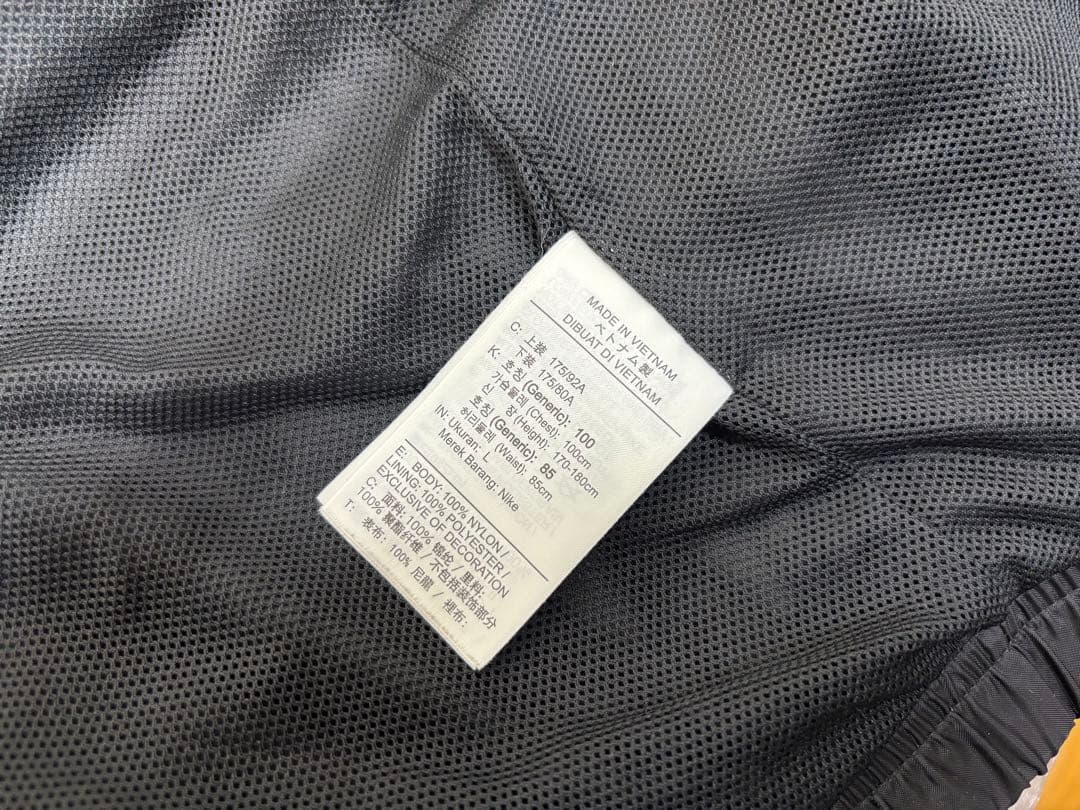 MADE IN VIETNAM
ベトナム製
DIBUAT DI VIETNAM
C: 上装 175/92A
下装 175/80A
K: 호칭 (Generic): 100
가슴둘레 (Chest): 100cm
신 장 (Height): 170-180cm
호칭 (Generic): 85
허리둘레 (Waist): 85cm
IN: Ukuran: L
Merek Barang: Nike
E: BODY: 100% NYLON /
LINING: 100% POLYESTER /
EXCLUSIVE OF DECORATION
C: 面料: 100% 锦纶 / 里料:
100% 聚酯纤维 / 不包括装饰部分
T: 表布: 100% 尼龍 / 裡布: